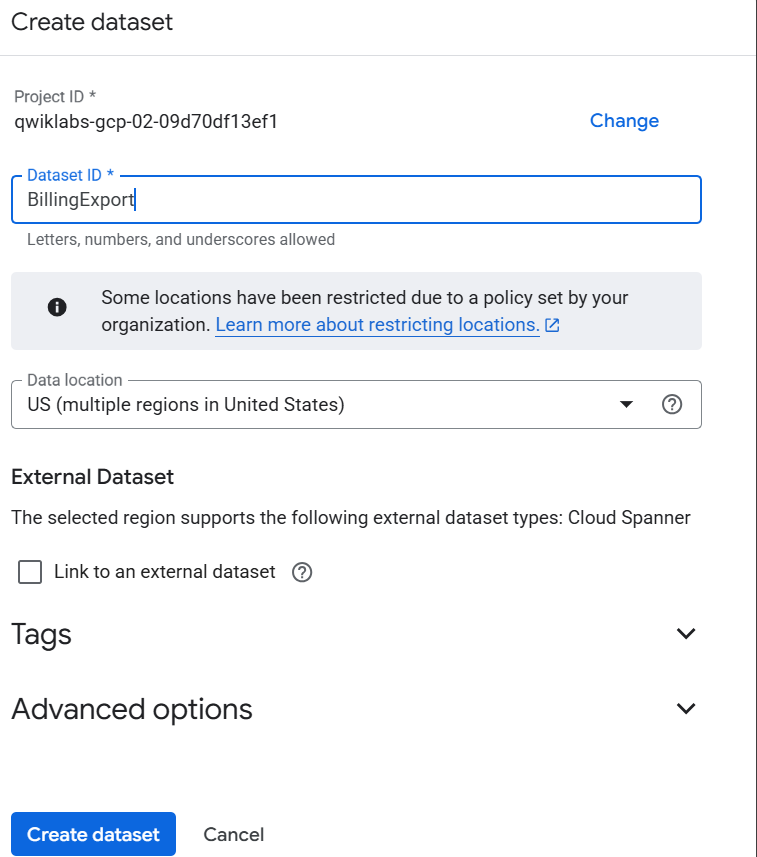 Create dataset
Project ID *
qwiklabs-gcp-02-09d70df13ef1
Change
Dataset ID *
BillingExport
Letters, numbers, and underscores allowed
Some locations have been restricted due to a policy set by your
organization. Learn more about restricting locations.
Data location
US (multiple regions in United States)
External Dataset
The selected region supports the following external dataset types: Cloud Spanner
Link to an external dataset
Tags
Advanced options
Create dataset
Cancel